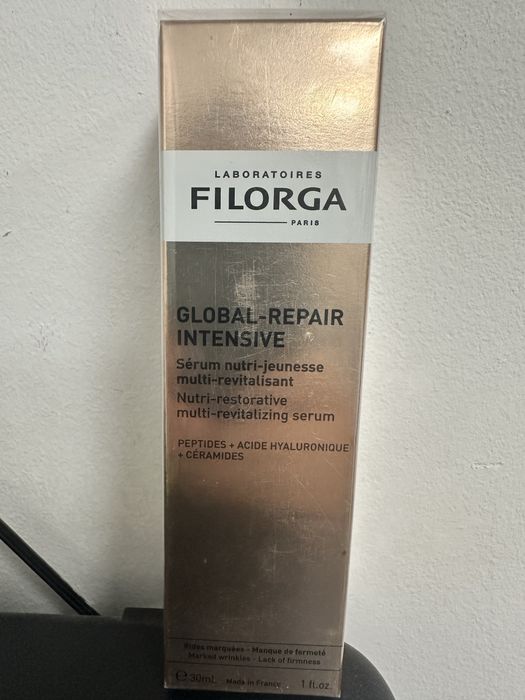 LABORATOIRES
FILORGA
PARIS
GLOBAL-REPAIR
INTENSIVE
Sérum nutri-jeunesse
multi-revitalisant
Nutri-restorative
multi-revitalizing serum
PEPTIDES + ACIDE HYALURONIQUE
+ CÉRAMIDES
Rides marquées - Manque de fermeté
Marked wrinkles - Lack of firmness
℮ 30mL Made in France 1 fl.oz.